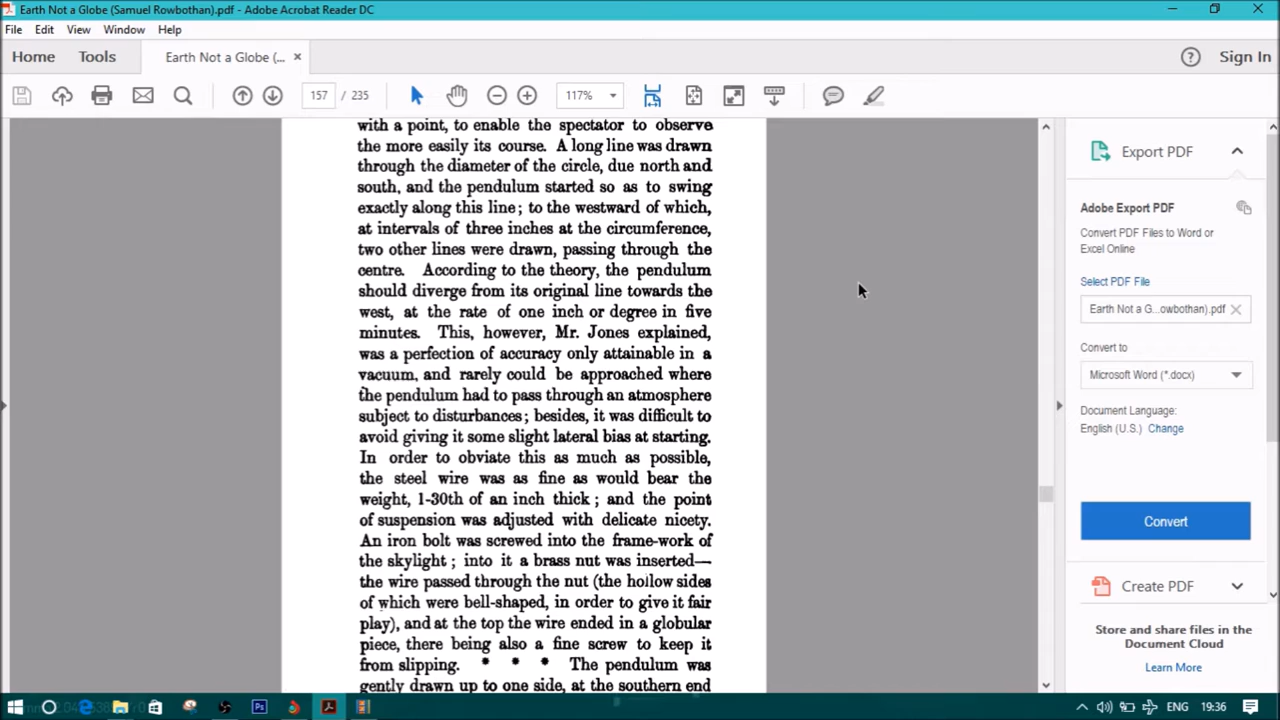 Earth Not a Globe (Samuel Rowbothan).pdf - Adobe Acrobat Reader DC
File Edit View Window Help
Home Tools Earth Not a Globe (... × Sign In
157 / 235 117%
with a point, to enable the spectator to observe
the more easily its course. A long line was drawn
through the diameter of the circle, due north and
south, and the pendulum started so as to swing
exactly along this line; to the westward of which,
at intervals of three inches at the circumference,
two other lines were drawn, passing through the
centre. According to the theory, the pendulum
should diverge from its original line towards the
west, at the rate of one inch or degree in five
minutes. This, however, Mr. Jones explained,
was a perfection of accuracy only attainable in a
vacuum, and rarely could be approached where
the pendulum had to pass through an atmosphere
subject to disturbances; besides, it was difficult to
avoid giving it some slight lateral bias at starting.
In order to obviate this as much as possible,
the steel wire was as fine as would bear the
weight, 1-30th of an inch thick; and the point
of suspension was adjusted with delicate nicety.
An iron bolt was screwed into the frame-work of
the skylight; into it a brass nut was inserted—
the wire passed through the nut (the hollow sides
of which were bell-shaped, in order to give it fair
play), and at the top the wire ended in a globular
piece, there being also a fine screw to keep it
from slipping. * * * The pendulum was
gently drawn up to one side, at the southern end
Export PDF
Adobe Export PDF
Convert PDF Files to Word or
Excel Online
Select PDF File
Earth Not a G...owbothan).pdf
Convert to
Microsoft Word (*.docx)
Document Language:
English (U.S.) Change
Convert
Create PDF
Store and share files in the
Document Cloud
Learn More
ENG 19:36